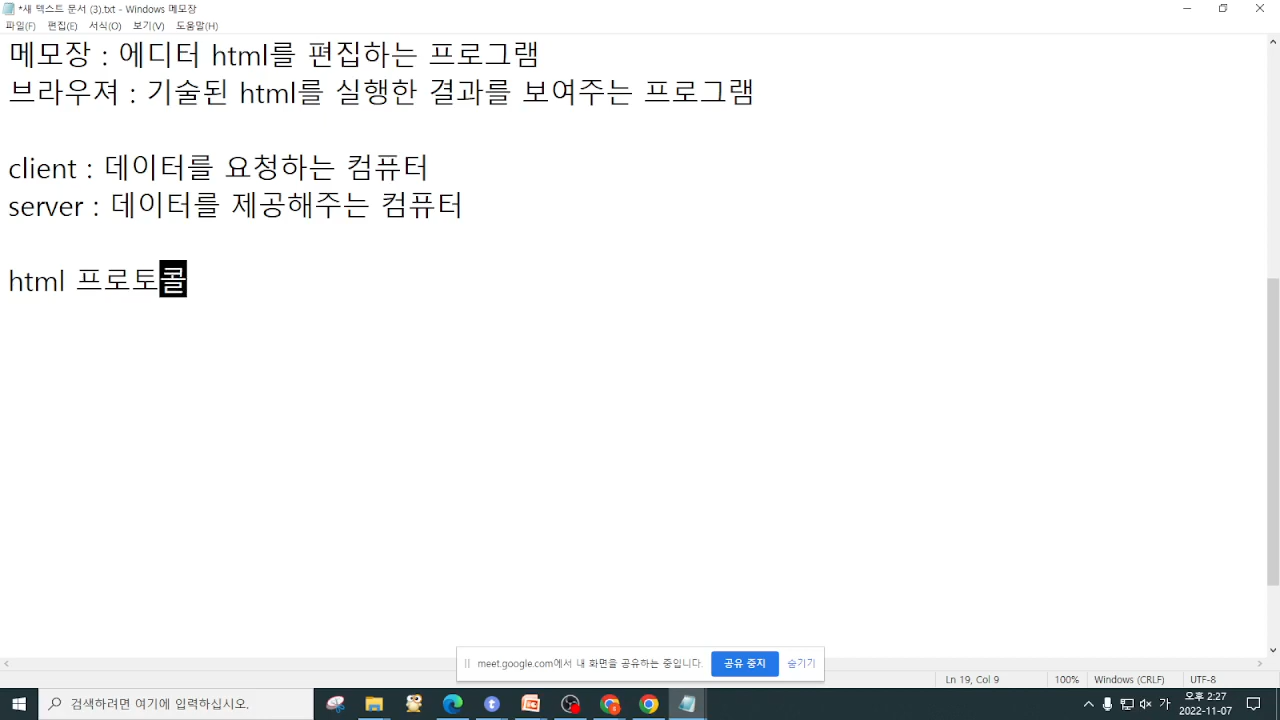 *새 텍스트 문서 (3).txt - Windows 메모장
파일(F) 편집(E) 서식(O) 보기(V) 도움말(H)
메모장 : 에디터 html를 편집하는 프로그램
브라우져 : 기술된 html를 실행한 결과를 보여주는 프로그램
client : 데이터를 요청하는 컴퓨터
server : 데이터를 제공해주는 컴퓨터
html 프로토콜
meet.google.com에서 내 화면을 공유하는 중입니다. 공유 중지 숨기기
Ln 19, Col 9 100% Windows (CRLF) UTF-8
검색하려면 여기에 입력하십시오.
가 오후 2:27
2022-11-07